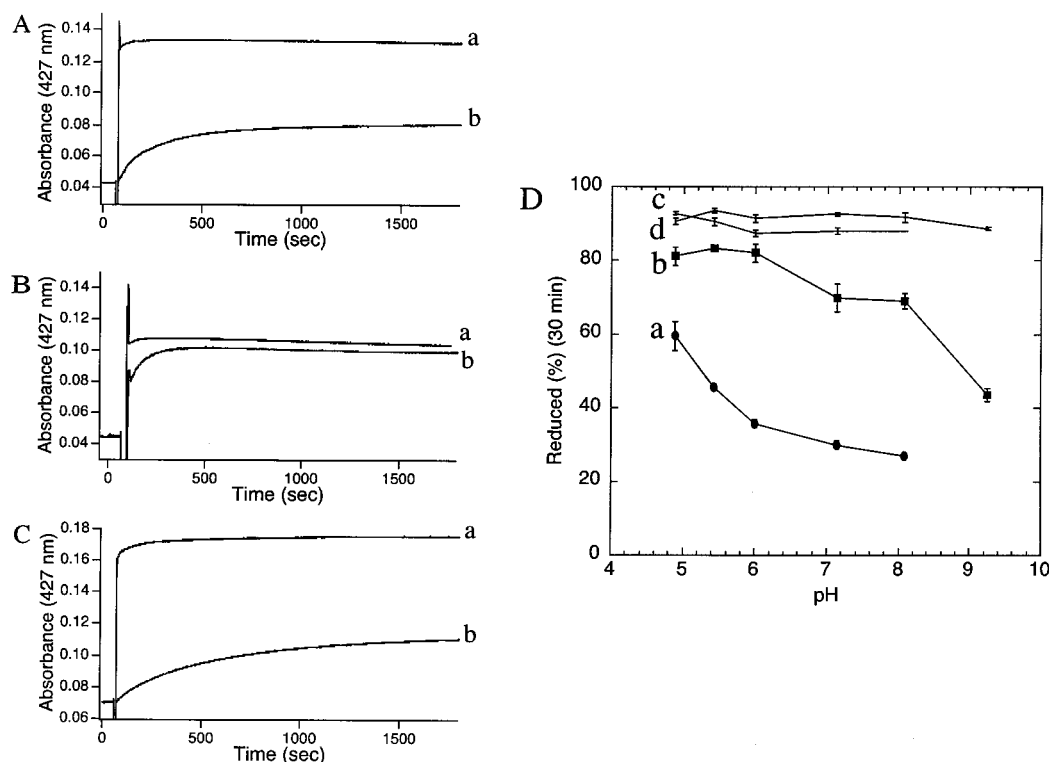 A
Absorbance (427 nm)
0.14
0.12
0.10
0.08
0.06
0.04
a
b
0
500
1000
1500
Time (sec)
B
Absorbance (427 nm)
0.14
0.12
0.10
0.08
0.06
0.04
a
b
0
500
1000
1500
Time (sec)
C
Absorbance (427 nm)
0.18
0.16
0.14
0.12
0.10
0.08
0.06
a
b
0
500
1000
1500
Time (sec)
D
Reduced (%) (30 min)
100
80
60
40
20
0
c
d
b
a
4
5
6
7
8
9
10
pH